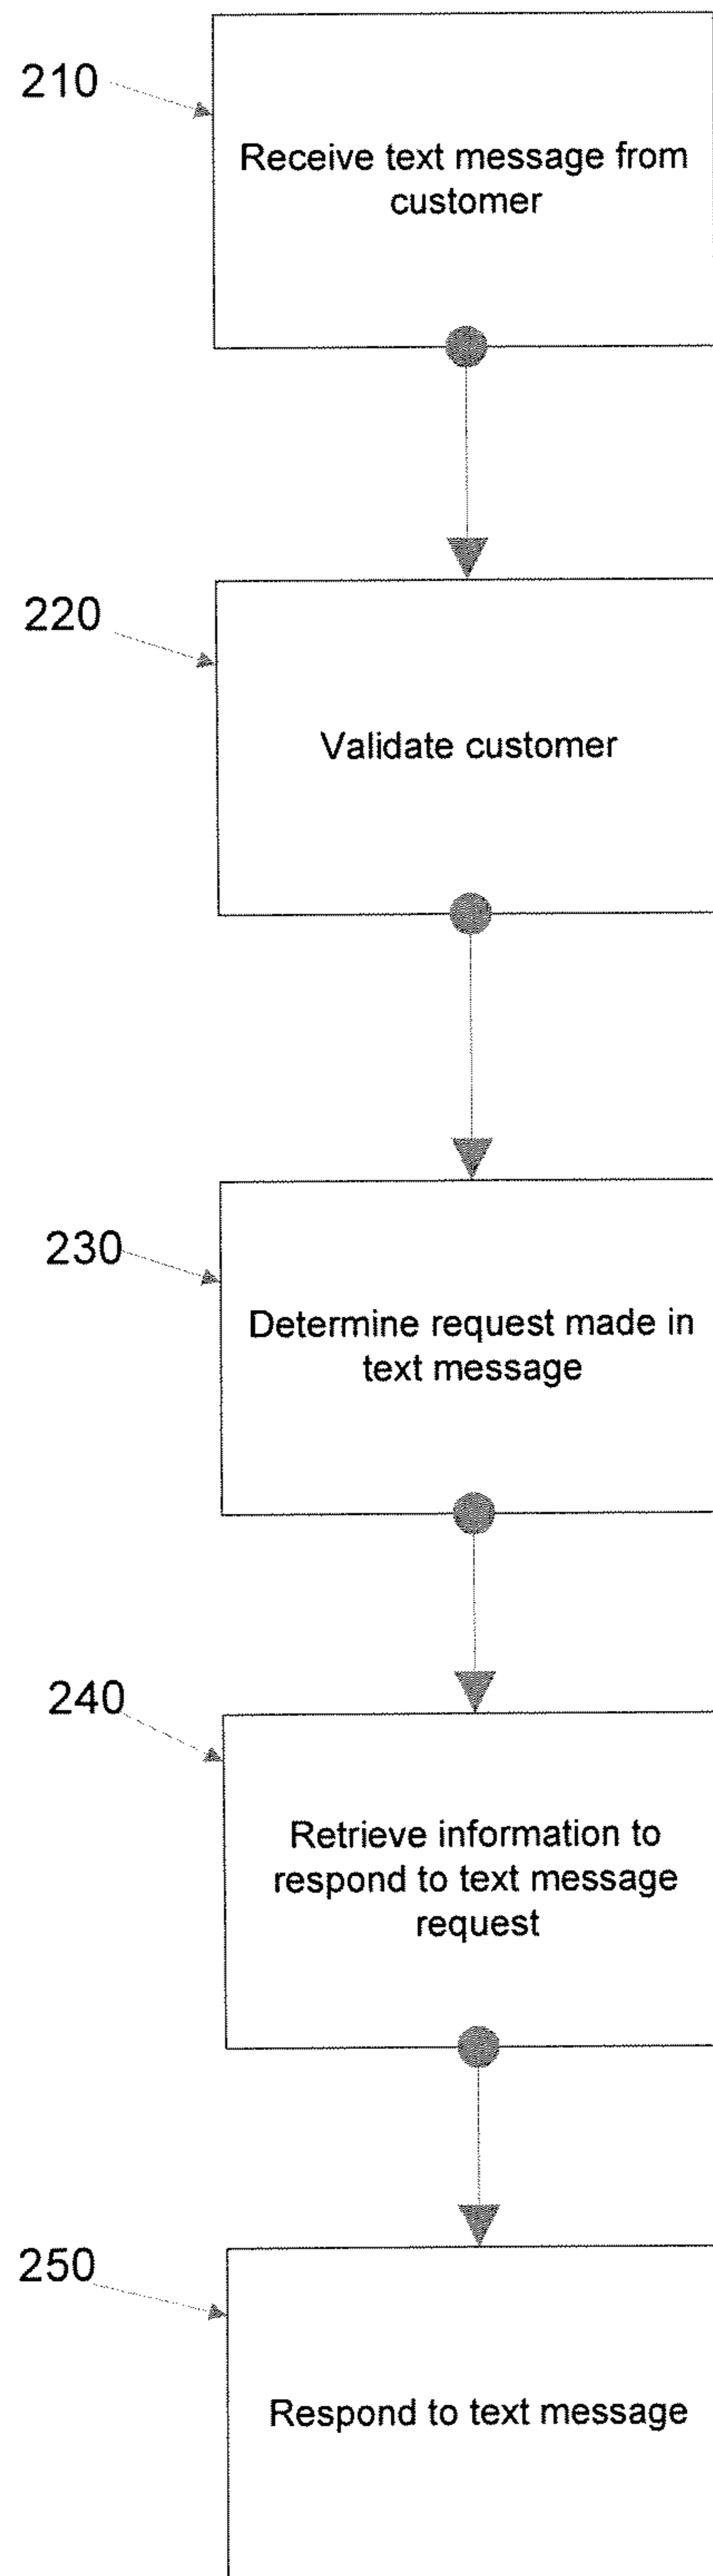 210
Receive text message from
customer
220
Validate customer
230
Determine request made in
text message
240
Retrieve information to
respond to text message
request
250
Respond to text message